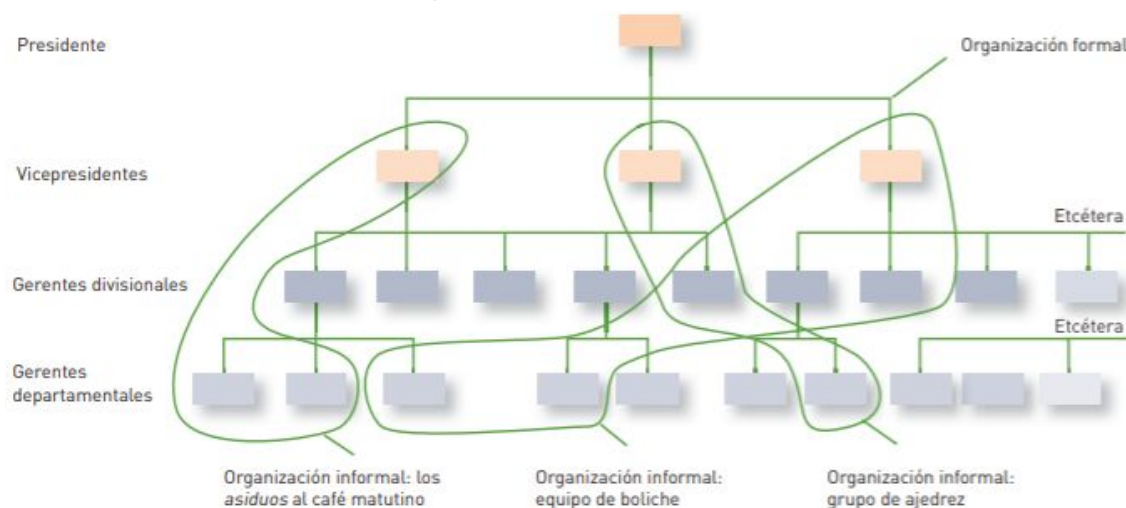 Presidente
Organización formal
Vicepresidentes
Etcétera
Gerentes divisionales
Etcétera
Gerentes
departamentales
Organización informal: los
asiduos al café matutino
Organización informal:
equipo de boliche
Organización informal:
grupo de ajedrez